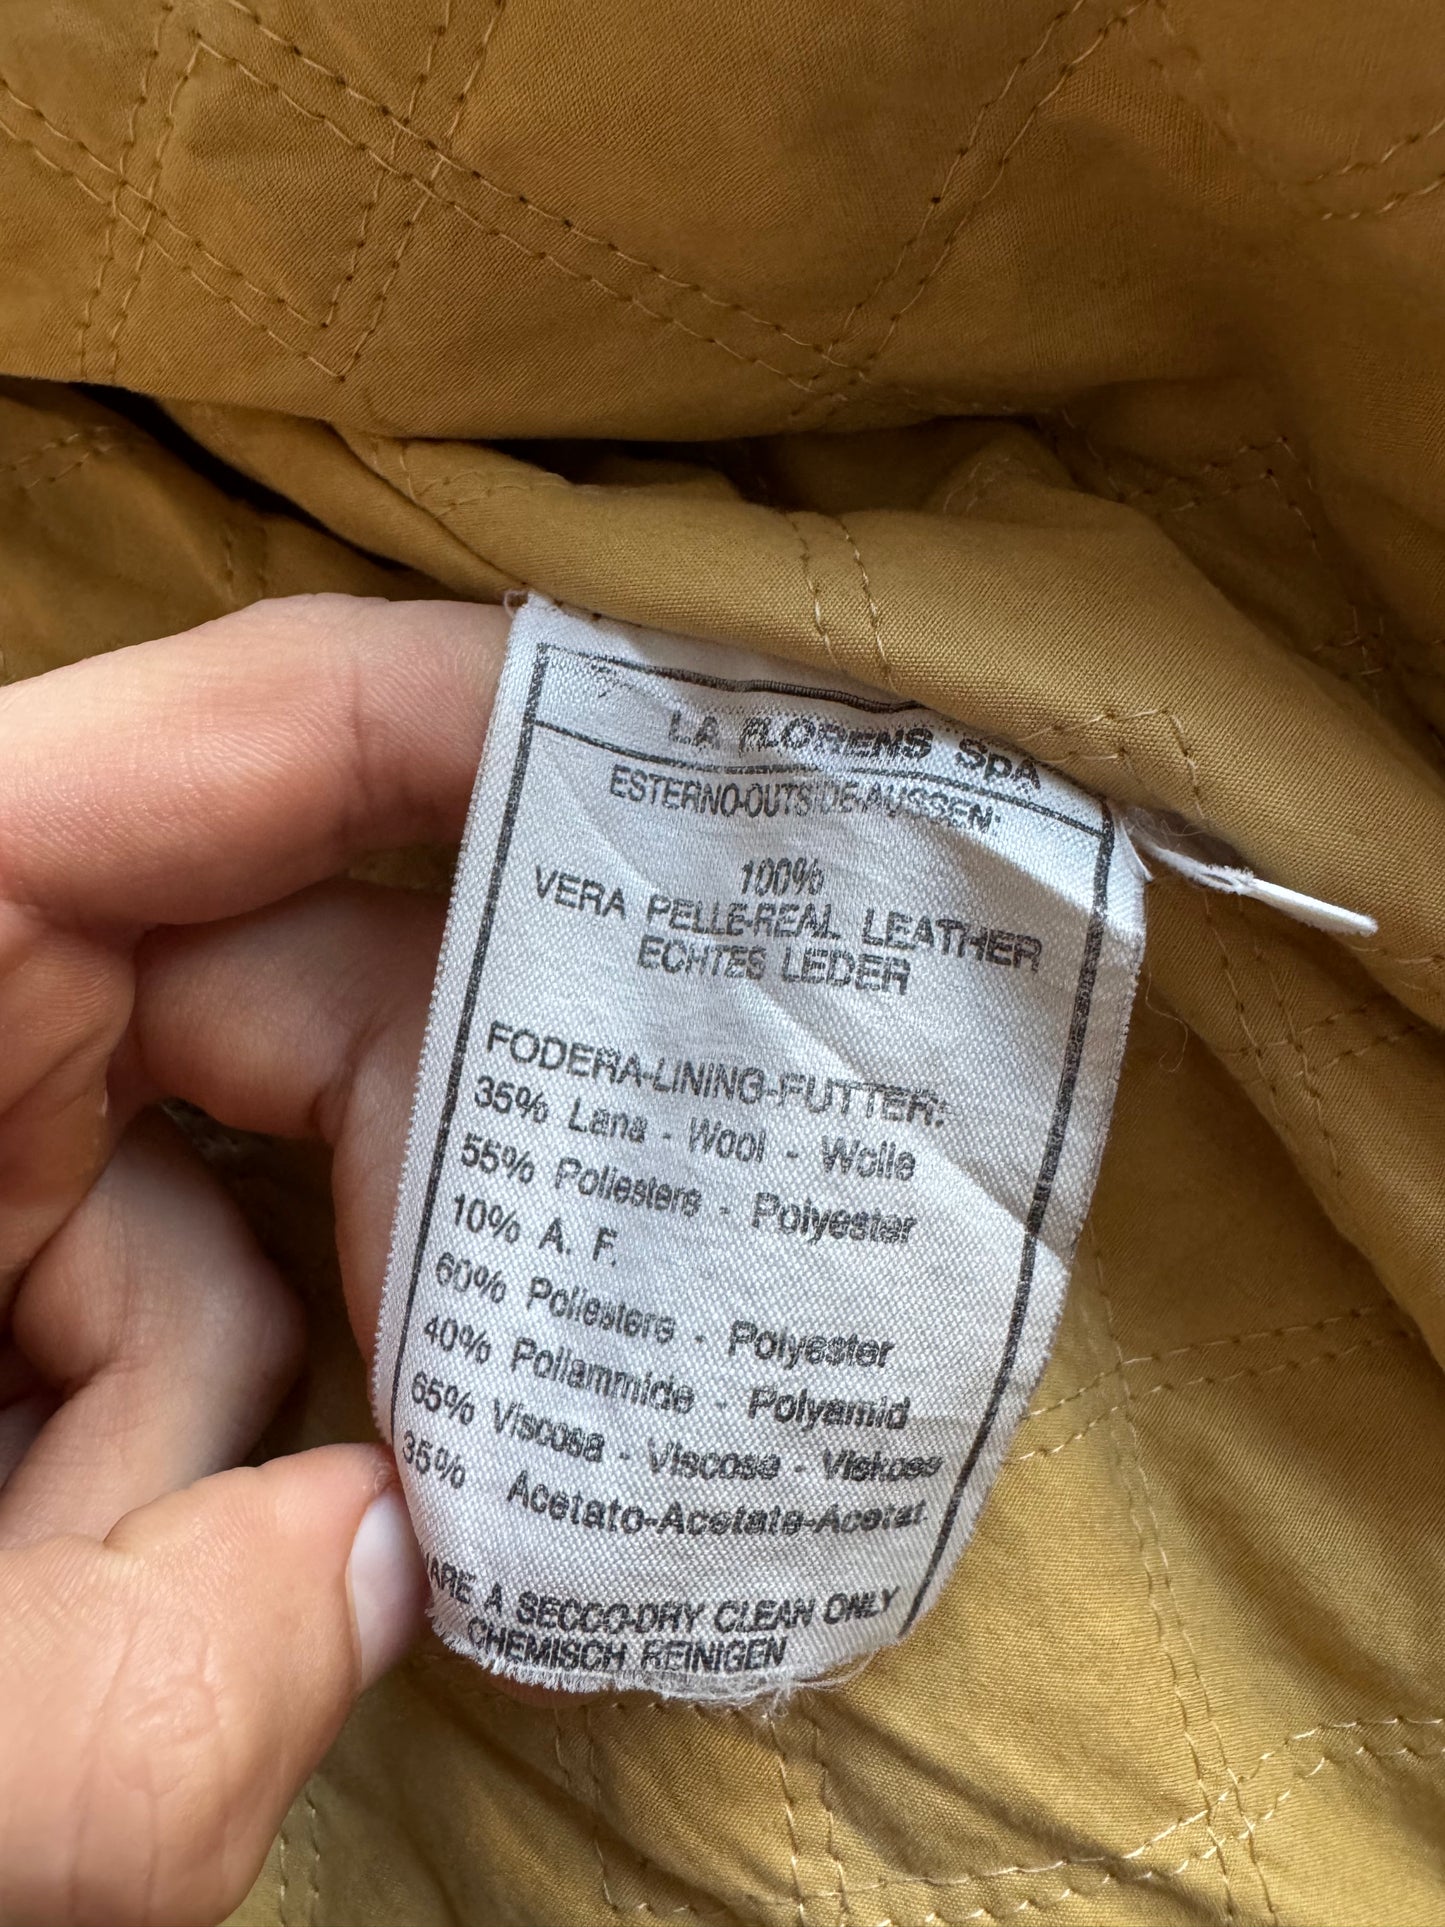 LA FLORENS SpA
ESTERNO-OUTSIDE-AUSSEN:
100%
VERA PELLE-REAL LEATHER
ECHTES LEDER
FODERA-LINING-FUTTER:
35% Lana - Wool - Wolle
55% Poliestere - Polyester
10% A. F.
60% Poliestere - Polyester
40% Poliammide - Polyamid
65% Viscosa - Viscose - Viskose
35% Acetato-Acetate-Acetat
A SECCO-DRY CLEAN ONLY
CHEMISCH REINIGEN